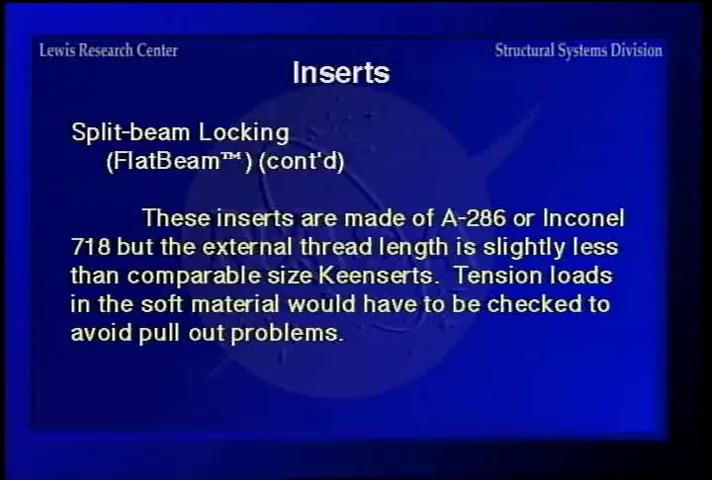 Lewis Research Center
Structural Systems Division
Inserts
Split-beam Locking
(FlatBeam™) (cont'd)
These inserts are made of A-286 or Inconel
718 but the external thread length is slightly less
than comparable size Keenserts. Tension loads
in the soft material would have to be checked to
avoid pull out problems.